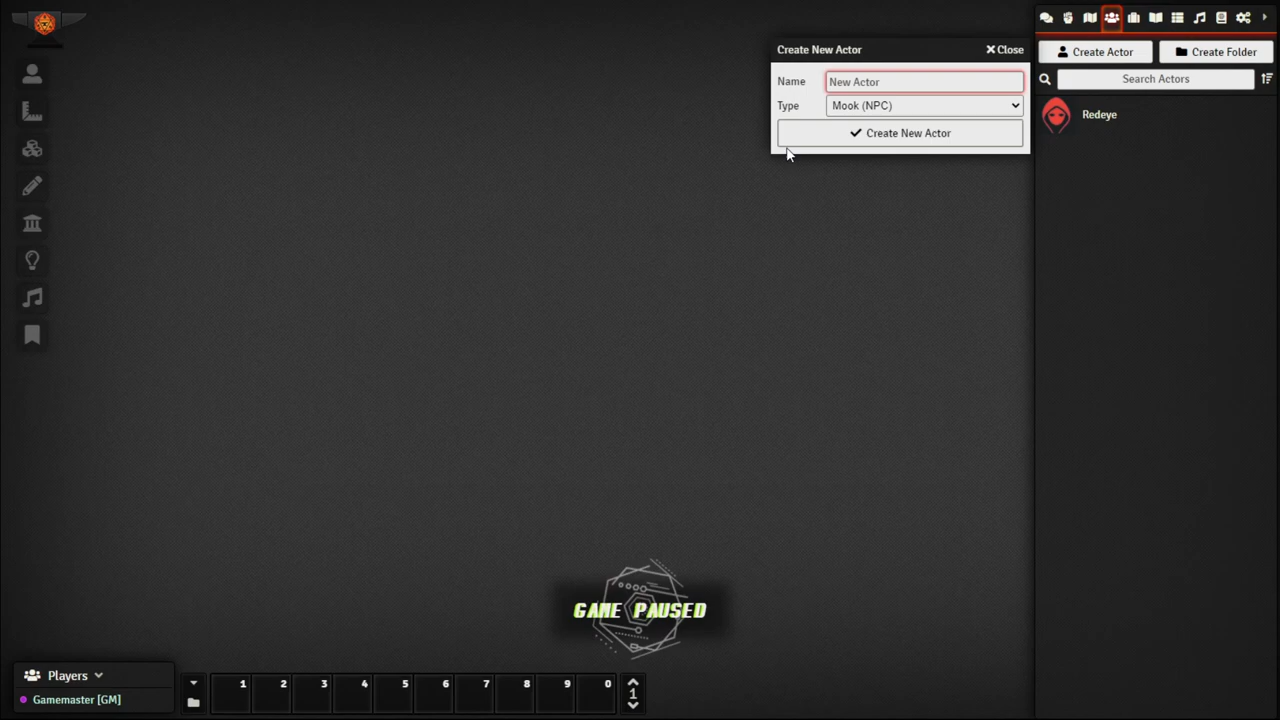 Create New Actor
Close
Name New Actor
Type Mook (NPC)
Create New Actor
Create Actor
Create Folder
Search Actors
Redeye
GAME PAUSED
Players
Gamemaster [GM]
1 2 3 4 5 6 7 8 9 0
1